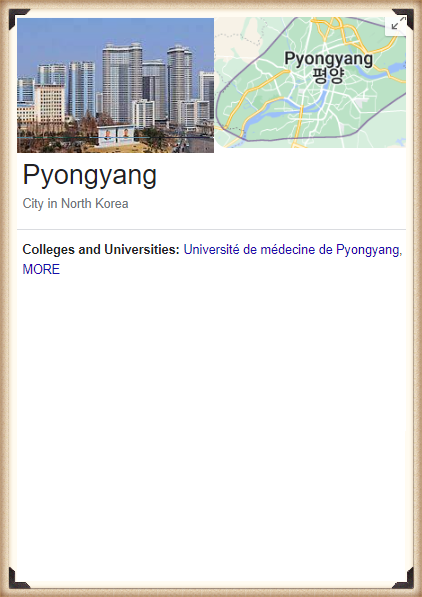 Pyongyang
평양
Pyongyang
City in North Korea
Colleges and Universities: Université de médecine de Pyongyang,
MORE